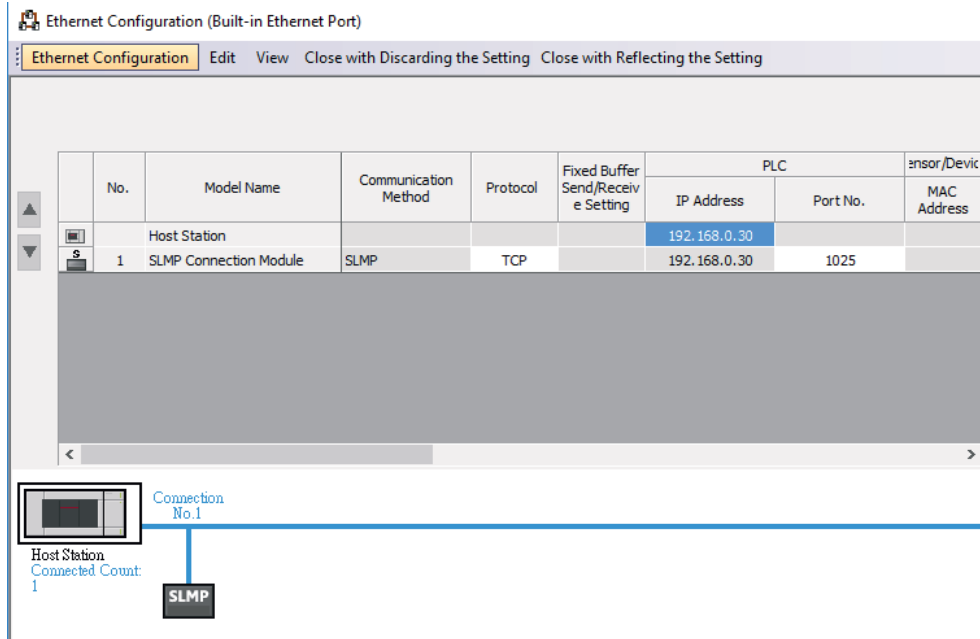 Ethernet Configuration (Built-in Ethernet Port)
Ethernet Configuration Edit View Close with Discarding the Setting Close with Reflecting the Setting
No.
Model Name
Communication
Method
Protocol
Fixed Buffer
Send/Receiv
e Setting
PLC
IP Address
Port No.
ensor/Devic
MAC
Address
Host Station 192.168.0.30
S
1 SLMP Connection Module SLMP TCP 192.168.0.30 1025
Connection
No.1
Host Station
Connected Count:
1
SLMP